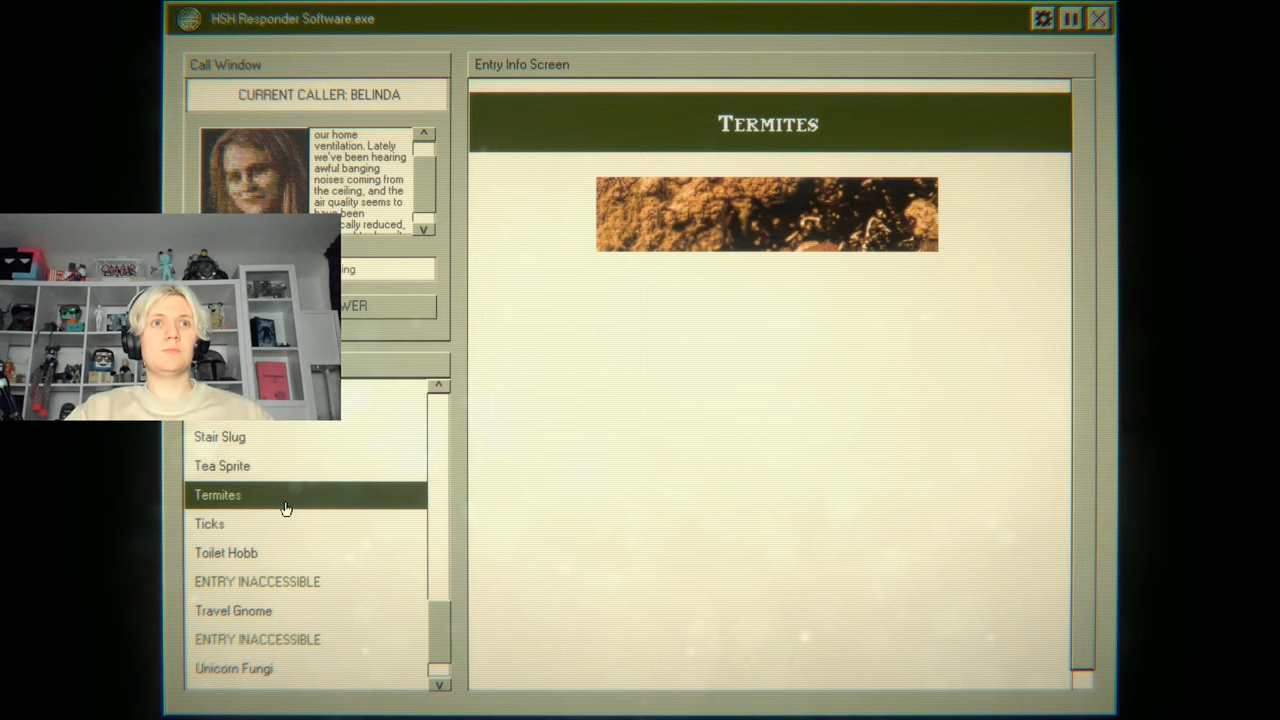 HSH Responder Software.exe
Call Window
CURRENT CALLER: BELINDA
our home
ventilation. Lately
we've been hearing
awful banging
noises coming from
the ceiling, and the
air quality seems to
have been
reduced,
Entry Info Screen
TERMITES
Stair Slug
Tea Sprite
Termites
Ticks
Toilet Hobb
ENTRY INACCESSIBLE
Travel Gnome
ENTRY INACCESSIBLE
Unicorn Fungi